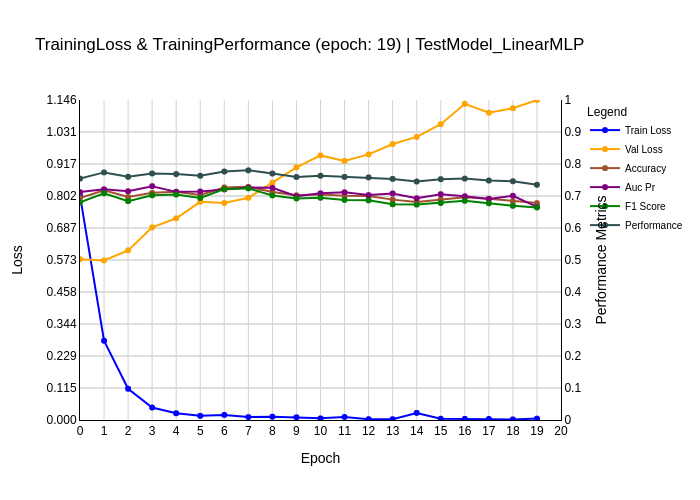 TrainingLoss & TrainingPerformance (epoch: 19) | TestModel_LinearMLP
1.146
1.031
0.917
0.802
0.687
0.573
0.458
0.344
0.229
0.115
0.000
Loss
0 1 2 3 4 5 6 7 8 9 10 11 12 13 14 15 16 17 18 19 20
Epoch
1
0.9
0.8
0.7
0.6
0.5
0.4
0.3
0.2
0.1
0
Performance Metrics
Legend
Train Loss
Val Loss
Accuracy
Auc Pr
F1 Score
Performance